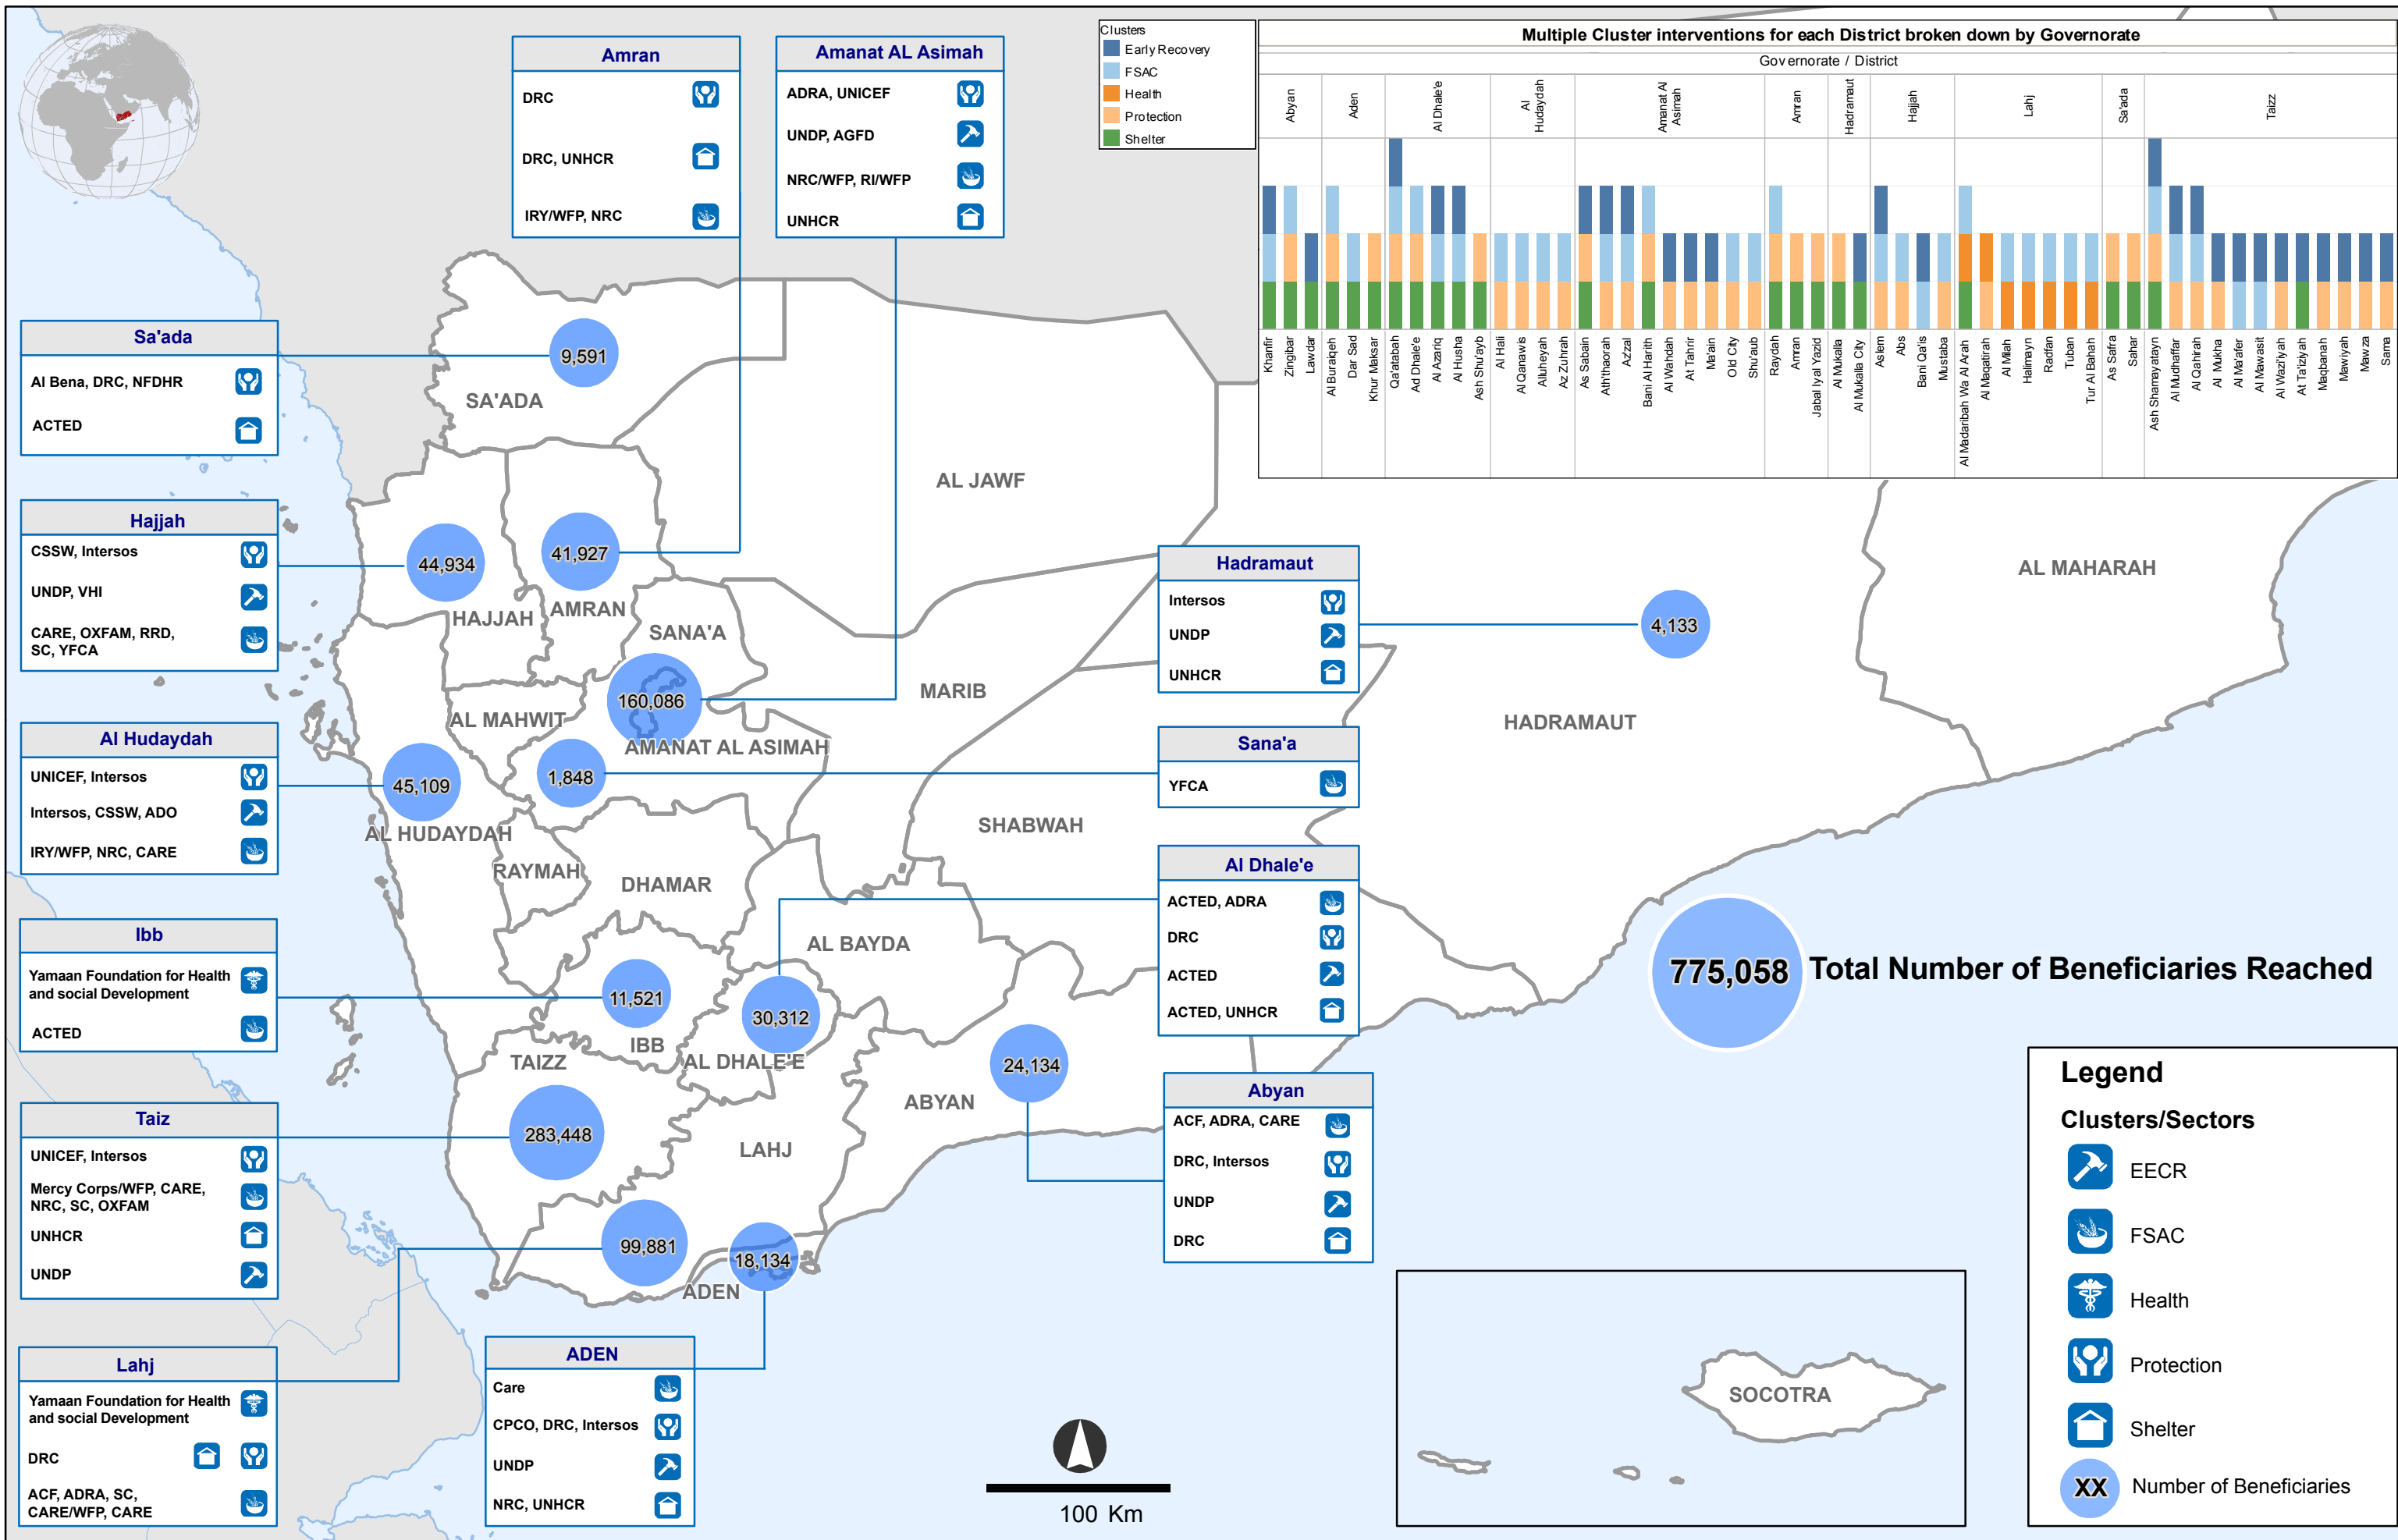 Amran
DRC
DRC, UNHCR
IRY/WFP, NRC
Amanat AL Asimah
ADRA, UNICEF
UNDP, AGFD
NRC/WFP, RI/WFP
UNHCR
Clusters
Early Recovery
FSAC
Health
Protection
Shelter
Multiple Cluster interventions for each District broken down by Governorate
Governorate / District
Abyan
Aden
Al Dhale'e
Al
Hudaydah
Amanat Al
Asimah
Amran
Hadramaut
Hajjah
Lahj
Sa'ada
Taizz
Khanfir
Zingibar
Lawdar
Al Buraiqeh
Dar Sad
Khur Maksar
Qa'atabah
Ad Dhale'e
Al Azariq
Al Husha
Ash Shu'ayb
Al Hali
Al Qanawis
Alluheyah
Az Zuhrah
As Sabain
Ath'thaorah
Az'zal
Bani Al Harith
Al Wahdah
At Tahrir
Ma'ain
Old City
Shu'aub
Raydah
Amran
Jabal Iyal Yazid
Al Mukalla
Al Mukalla City
Aslem
Abs
Bani Qa'is
Mustaba
Al Madaribah Wa Al Arah
Al Maqatirah
Al Milah
Halimayn
Radfan
Tuban
Tur Al Bahah
As Safra
Sahar
Ash Shamayatayn
Al Mudhaffar
Al Qahirah
Al Mukha
Al Ma'afer
Al Mawasit
Al Wazi'iyah
At Ta'iziyah
Maqbanah
Mawiyah
Mawza
Sama
Sa'ada
Al Bena, DRC, NFDHR
ACTED
Hajjah
CSSW, Intersos
UNDP, VHI
CARE, OXFAM, RRD,
SC, YFCA
Al Hudaydah
UNICEF, Intersos
Intersos, CSSW, ADO
IRY/WFP, NRC, CARE
Ibb
Yamaan Foundation for Health
and social Development
ACTED
Taiz
UNICEF, Intersos
Mercy Corps/WFP, CARE,
NRC, SC, OXFAM
UNHCR
UNDP
Lahj
Yamaan Foundation for Health
and social Development
DRC
ACF, ADRA, SC,
CARE/WFP, CARE
ADEN
Care
CPCO, DRC, Intersos
UNDP
NRC, UNHCR
9,591
SA'ADA
AL JAWF
44,934
41,927
HAJJAH
AMRAN
SANA'A
160,086
AL MAHWIT
AMANAT AL ASIMAH
MARIB
1,848
45,109
AL HUDAYDAH
RAYMAH
DHAMAR
SHABWAH
AL BAYDA
11,521
IBB
30,312
AL DHALE'E
TAIZZ
283,448
24,134
ABYAN
LAHJ
99,881
18,134
ADEN
Hadramaut
Intersos
UNDP
UNHCR
4,133
HADRAMAUT
AL MAHARAH
Sana'a
YFCA
Al Dhale'e
ACTED, ADRA
DRC
ACTED
ACTED, UNHCR
Abyan
ACF, ADRA, CARE
DRC, Intersos
UNDP
DRC
775,058
Total Number of Beneficiaries Reached
SOCOTRA
100 Km
Legend
Clusters/Sectors
EECR
FSAC
Health
Protection
Shelter
XX
Number of Beneficiaries